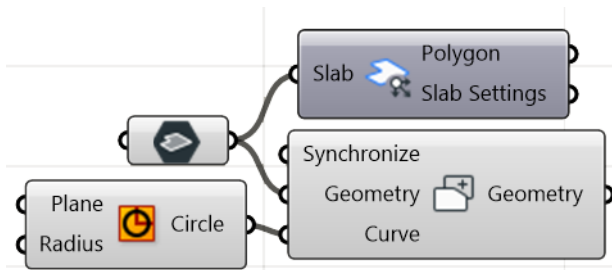 Slab
Polygon
Slab Settings
Synchronize
Geometry
Geometry
Curve
Plane
Radius
Circle